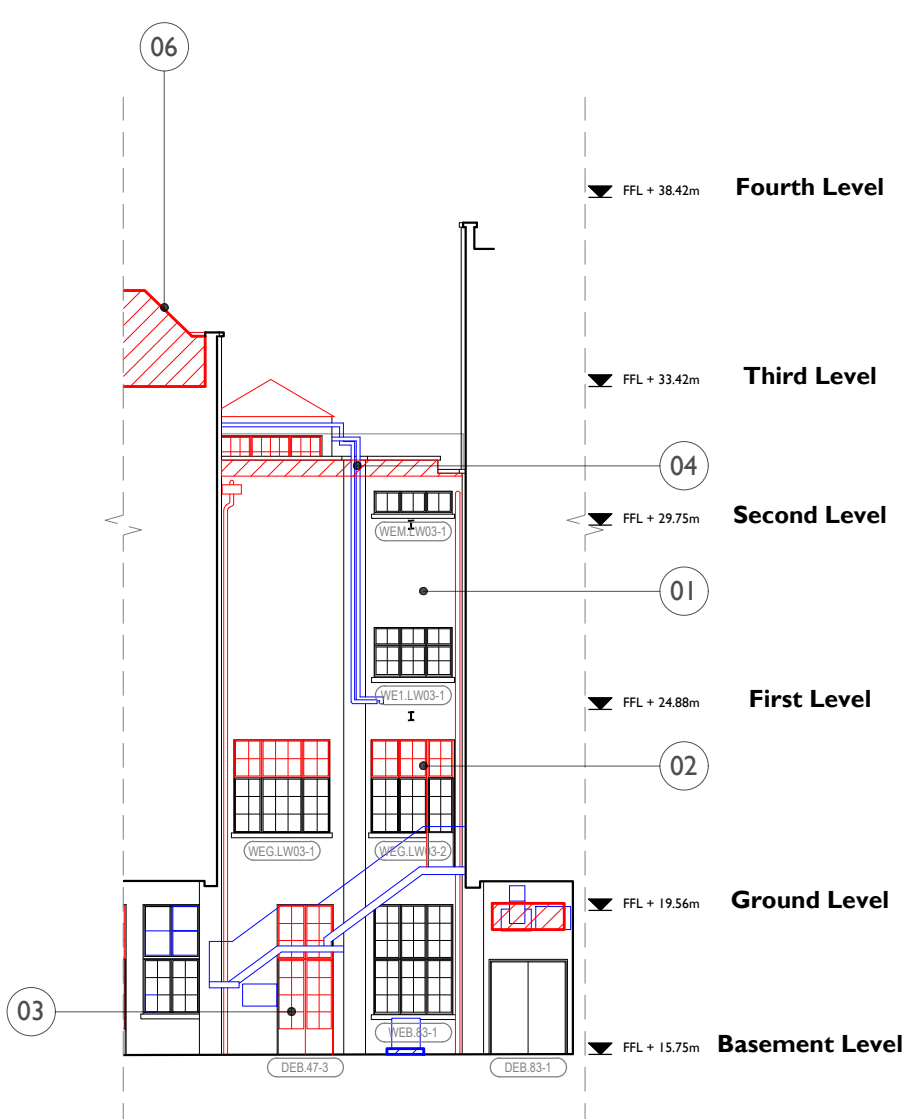 06
FFL + 38.42m Fourth Level
FFL + 33.42m Third Level
04
FFL + 29.75m Second Level
WEM.LW03-1
01
WE1.LW03-1
FFL + 24.88m First Level
02
WEG.LW03-1
WEG.LW03-2
FFL + 19.56m Ground Level
03
WEB.83-1
FFL + 15.75m Basement Level
DEB.47-3
DEB.83-1